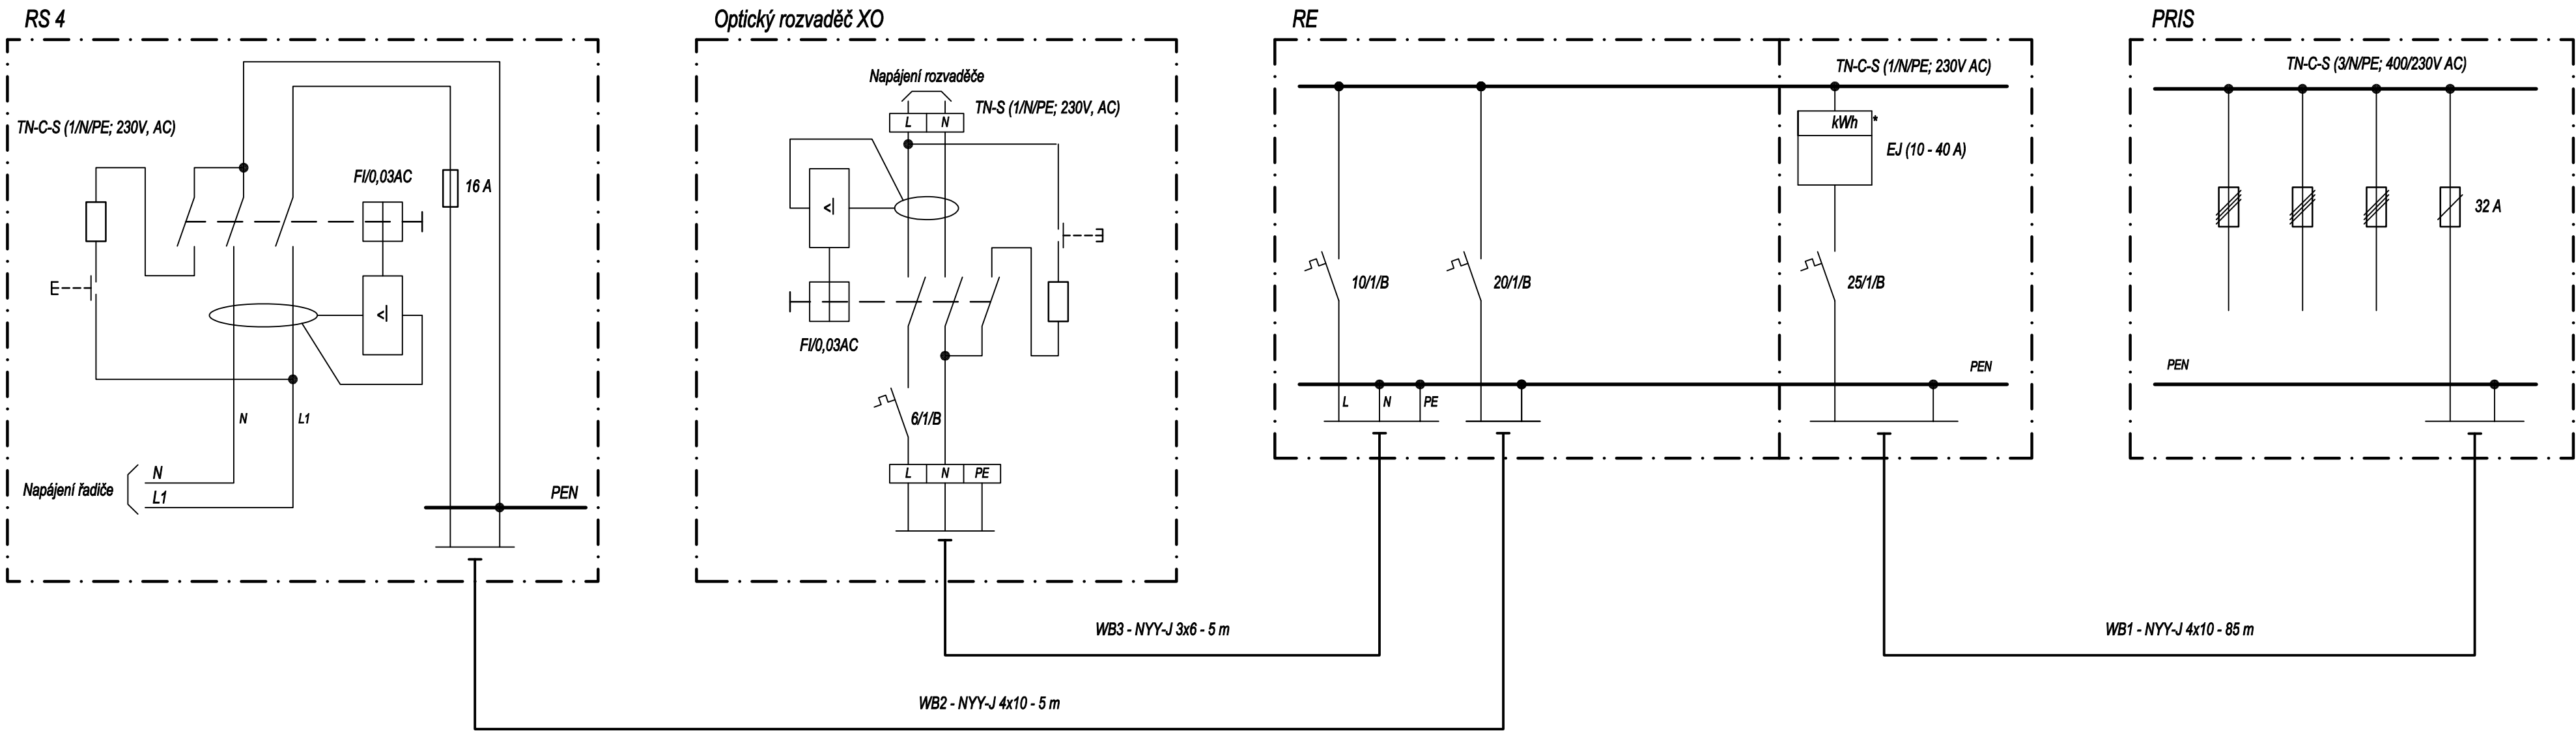 RS 4
TN-C-S (1/N/PE; 230V, AC)
FI/0,03AC
16 A
<|
N
L1
Napájení řadiče
N
L1
PEN
Optický rozvaděč XO
Napájení rozvaděče
TN-S (1/N/PE; 230V, AC)
L
N
<|
FI/0,03AC
6/1/B
L
N
PE
RE
TN-C-S (1/N/PE; 230V AC)
kWh *
EJ (10 - 40 A)
10/1/B
20/1/B
25/1/B
PEN
L
N
PE
PRIS
TN-C-S (3/N/PE; 400/230V AC)
32 A
PEN
WB3 - NYY-J 3x6 - 5 m
WB1 - NYY-J 4x10 - 85 m
WB2 - NYY-J 4x10 - 5 m